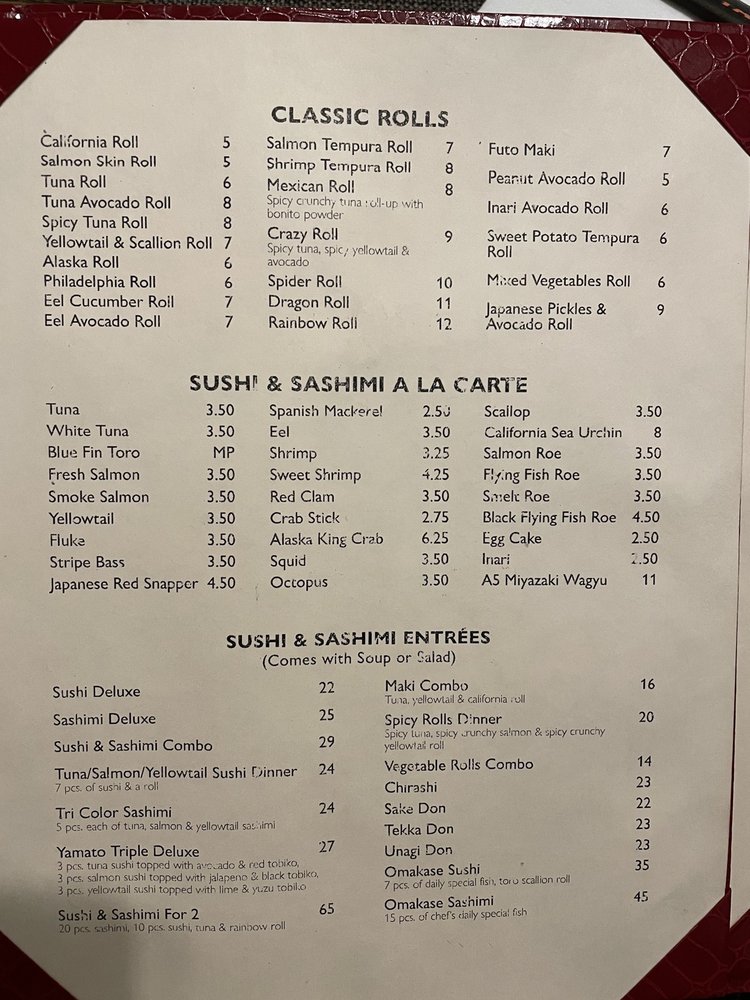 CLASSIC ROLLS
California Roll 5
Salmon Skin Roll 5
Tuna Roll 6
Tuna Avocado Roll 8
Spicy Tuna Roll 8
Yellowtail & Scallion Roll 7
Alaska Roll 6
Philadelphia Roll 6
Eel Cucumber Roll 7
Eel Avocado Roll 7
Salmon Tempura Roll 7
Shrimp Tempura Roll 8
Mexican Roll 8
Spicy crunchy tuna roll-up with
bonito powder
Crazy Roll 9
Spicy tuna, spicy yellowtail &
avocado
Spider Roll 10
Dragon Roll 11
Rainbow Roll 12
Futo Maki 7
Peanut Avocado Roll 5
Inari Avocado Roll 6
Sweet Potato Tempura 6
Roll
Mixed Vegetables Roll 6
Japanese Pickles & 9
Avocado Roll
SUSHI & SASHIMI A LA CARTE
Tuna 3.50
White Tuna 3.50
Blue Fin Toro MP
Fresh Salmon 3.50
Smoke Salmon 3.50
Yellowtail 3.50
Fluke 3.50
Stripe Bass 3.50
Japanese Red Snapper 4.50
Spanish Mackerel 2.50
Eel 3.50
Shrimp 3.25
Sweet Shrimp 4.25
Red Clam 3.50
Crab Stick 2.75
Alaska King Crab 6.25
Squid 3.50
Octopus 3.50
Scallop 3.50
California Sea Urchin 8
Salmon Roe 3.50
Flying Fish Roe 3.50
Smelt Roe 3.50
Black Flying Fish Roe 4.50
Egg Cake 2.50
Inari 2.50
A5 Miyazaki Wagyu 11
SUSHI & SASHIMI ENTRÉES
(Comes with Soup or Salad)
Sushi Deluxe 22
Sashimi Deluxe 25
Sushi & Sashimi Combo 29
Tuna/Salmon/Yellowtail Sushi Dinner 24
7 pcs. of sushi & a roll
Tri Color Sashimi 24
5 pcs. each of tuna, salmon & yellowtail sashimi
Yamato Triple Deluxe 27
3 pcs. tuna sushi topped with avocado & red tobiko,
3 pcs. salmon sushi topped with jalapeno & black tobiko,
3 pcs. yellowtail sushi topped with lime & yuzu tobiko
Sushi & Sashimi For 2 65
20 pcs. sashimi, 10 pcs. sushi, tuna & rainbow roll
Maki Combo 16
Tuna, yellowtail & california roll
Spicy Rolls Dinner 20
Spicy tuna, spicy crunchy salmon & spicy crunchy
yellowtail roll
Vegetable Rolls Combo 14
Chirashi 23
Sake Don 22
Tekka Don 23
Unagi Don 23
Omakase Sushi 35
7 pcs. of daily special fish, toro scallion roll
Omakase Sashimi 45
15 pcs. of chef's daily special fish